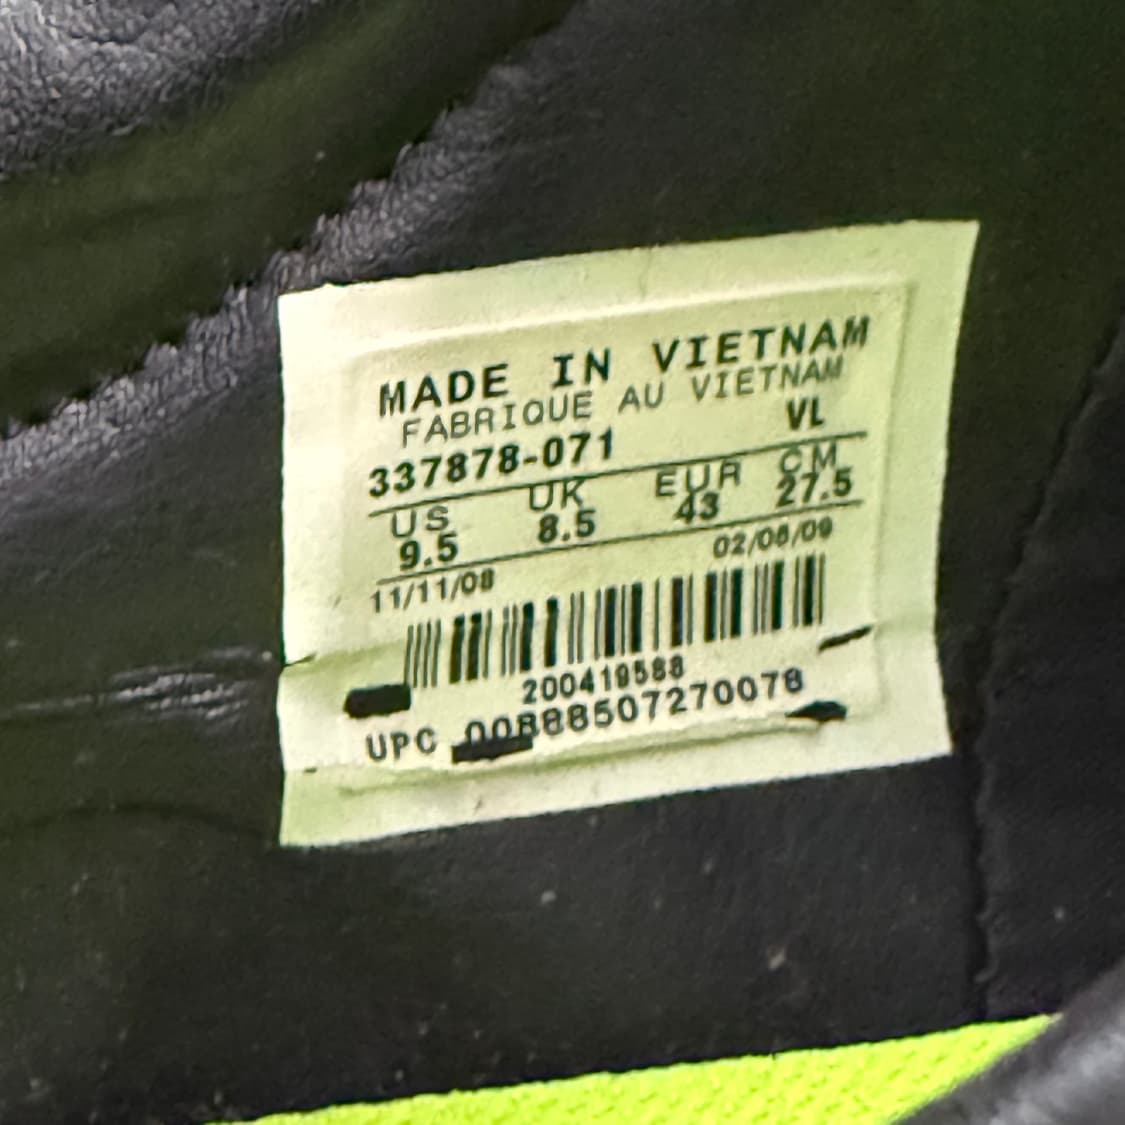 MADE IN VIETNAM
FABRIQUE AU VIETNAM
337878-071 VL
US UK EUR CM
9.5 8.5 43 27.5
11/11/08 02/06/09
200419588
UPC 00888507270078